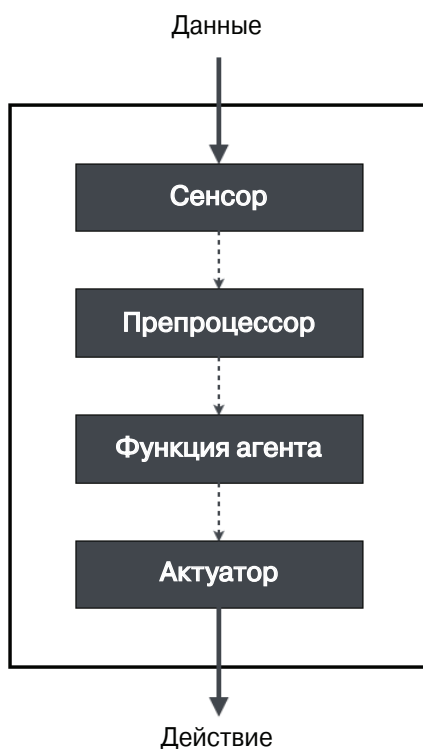 Данные
Сенсор
Препроцессор
Функция агента
Актуатор
Действие